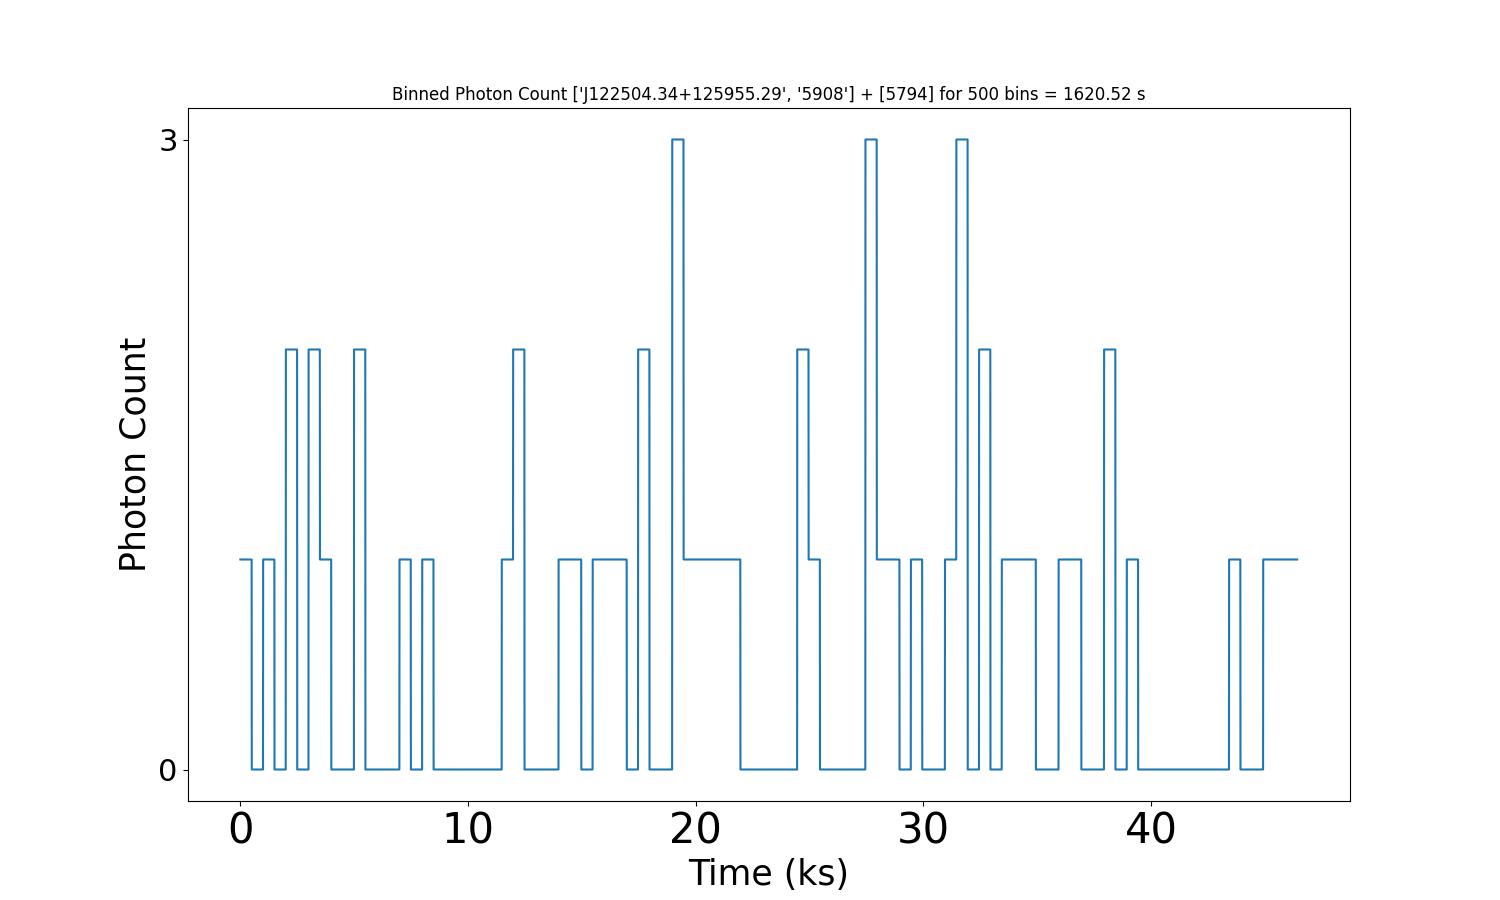 Binned Photon Count ['J122504.34+125955.29', '5908'] + [5794] for 500 bins = 1620.52 s
3
Photon Count
0
0 10 20 30 40
Time (ks)